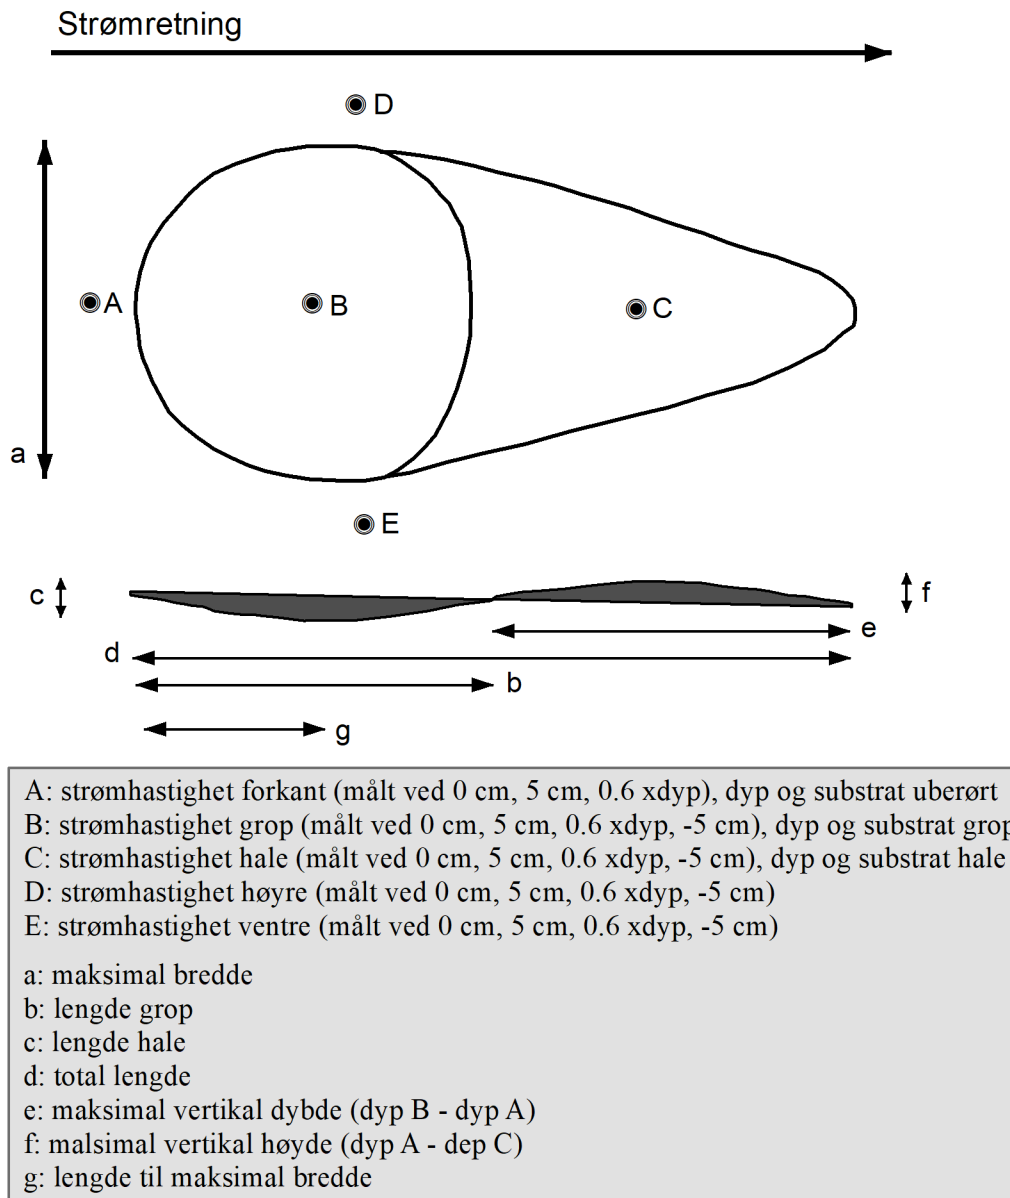 Strømretning
D
A
B
C
a
E
c
f
e
d
b
g
A: strømhastighet forkant (målt ved 0 cm, 5 cm, 0.6 xdyp), dyp og substrat uberørt
B: strømhastighet grop (målt ved 0 cm, 5 cm, 0.6 xdyp, -5 cm), dyp og substrat grop
C: strømhastighet hale (målt ved 0 cm, 5 cm, 0.6 xdyp, -5 cm), dyp og substrat hale
D: strømhastighet høyre (målt ved 0 cm, 5 cm, 0.6 xdyp, -5 cm)
E: strømhastighet ventre (målt ved 0 cm, 5 cm, 0.6 xdyp, -5 cm)
a: maksimal bredde
b: lengde grop
c: lengde hale
d: total lengde
e: maksimal vertikal dybde (dyp B - dyp A)
f: malsimal vertikal høyde (dyp A - dep C)
g: lengde til maksimal bredde